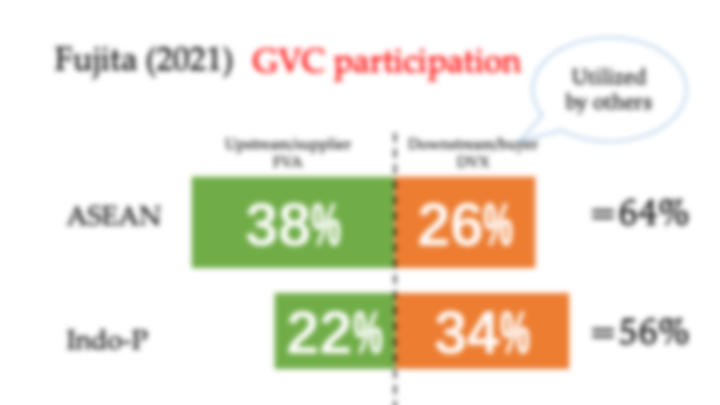 Fujita (2021) GVC participation
Utilized
by others
Upstream/supplier
FVA
Downstream/buyer
DVX
ASEAN 38% 26% =64%
Indo-P 22% 34% =56%